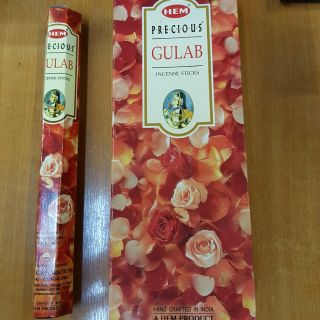 HEM
PRECIOUS
GULAB
INCENSE STICKS
HEM
PRECIOUS
GULAB
INCENSE STICKS
HAND CRAFTED IN INDIA
A HEM PRODUCT